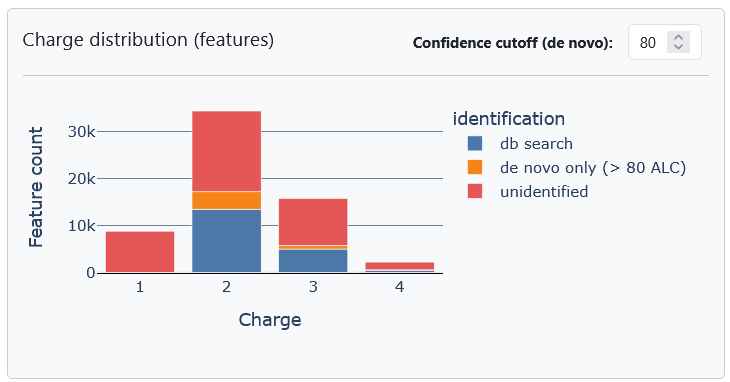 Charge distribution (features)
Confidence cutoff (de novo): 80
identification
db search
de novo only (> 80 ALC)
unidentified
Feature count
30k
20k
10k
0
1 2 3 4
Charge